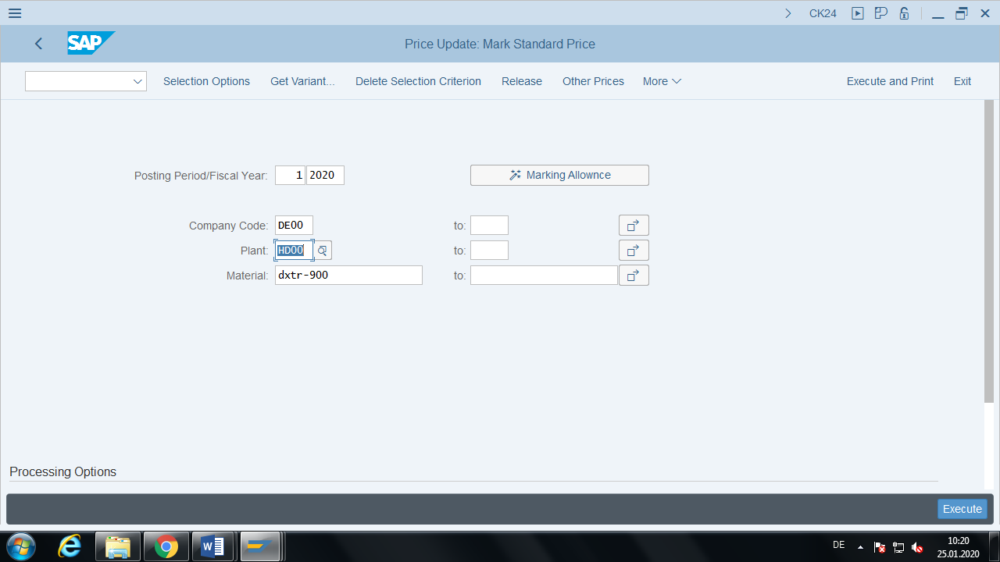 CK24
SAP
Price Update: Mark Standard Price
Selection Options Get Variant... Delete Selection Criterion Release Other Prices More Execute and Print Exit
Posting Period/Fiscal Year: 1 2020 Marking Allownce
Company Code: DE00 to:
Plant: HD00 to:
Material: dxtr-900 to:
Processing Options
Execute
DE 10:20
25.01.2020